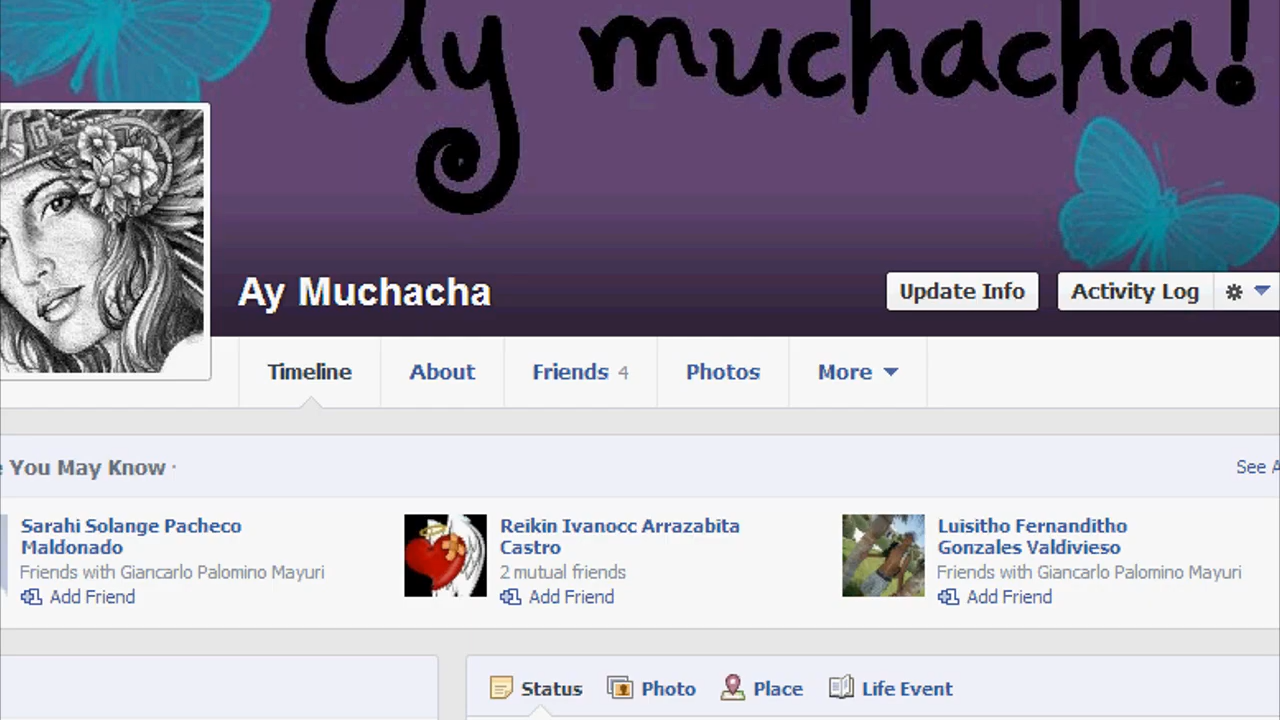 Ay muchacha!
Ay Muchacha
Update Info
Activity Log
Timeline
About
Friends 4
Photos
More
You May Know ·
See
Sarahi Solange Pacheco
Maldonado
Friends with Giancarlo Palomino Mayuri
Add Friend
Reikin Ivanocc Arrazabita
Castro
2 mutual friends
Add Friend
Luisitho Fernanditho
Gonzales Valdivieso
Friends with Giancarlo Palomino Mayuri
Add Friend
Status
Photo
Place
Life Event